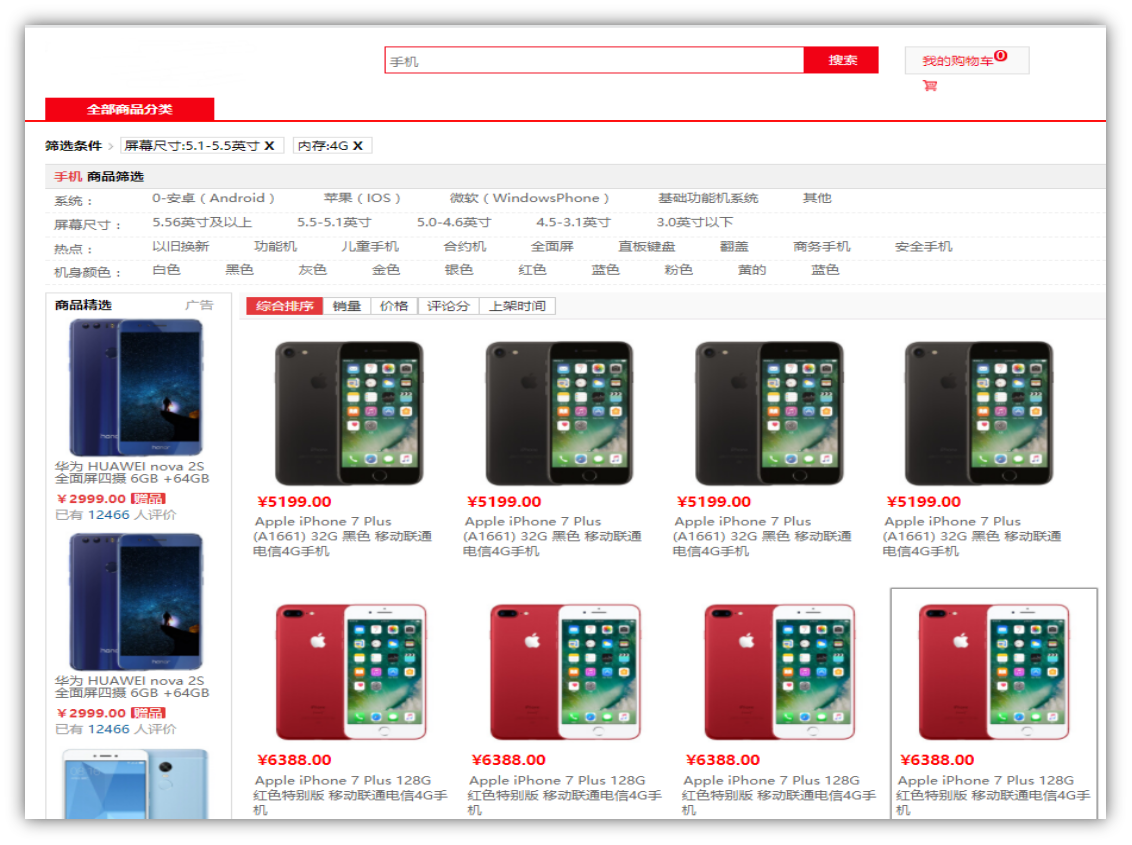 手机 搜索 我的购物车0
全部商品分类
筛选条件 > 屏幕尺寸:5.1-5.5英寸 X 内存:4G X
手机 商品筛选
系统： 0-安卓（Android） 苹果（IOS） 微软（WindowsPhone） 基础功能机系统 其他
屏幕尺寸： 5.56英寸及以上 5.5-5.1英寸 5.0-4.6英寸 4.5-3.1英寸 3.0英寸以下
热点： 以旧换新 功能机 儿童手机 合约机 全面屏 直板键盘 翻盖 商务手机 安全手机
机身颜色： 白色 黑色 灰色 金色 银色 红色 蓝色 粉色 黄的 蓝色
商品精选 广告
honor
honor
华为 HUAWEI nova 2S
全面屏四摄 6GB +64GB
￥2999.00 赠品
已有 12466 人评价
honor
honor
华为 HUAWEI nova 2S
全面屏四摄 6GB +64GB
￥2999.00 赠品
已有 12466 人评价
综合排序 销量 价格 评论分 上架时间
¥5199.00 ¥5199.00 ¥5199.00 ¥5199.00
Apple iPhone 7 Plus Apple iPhone 7 Plus Apple iPhone 7 Plus Apple iPhone 7 Plus
(A1661) 32G 黑色 移动联通 (A1661) 32G 黑色 移动联通 (A1661) 32G 黑色 移动联通 (A1661) 32G 黑色 移动联通
电信4G手机 电信4G手机 电信4G手机 电信4G手机
¥6388.00 ¥6388.00 ¥6388.00 ¥6388.00
Apple iPhone 7 Plus 128G Apple iPhone 7 Plus 128G Apple iPhone 7 Plus 128G Apple iPhone 7 Plus 128G
红色特别版 移动联通电信4G手 红色特别版 移动联通电信4G手 红色特别版 移动联通电信4G手 红色特别版 移动联通电信4G手
机 机 机 机